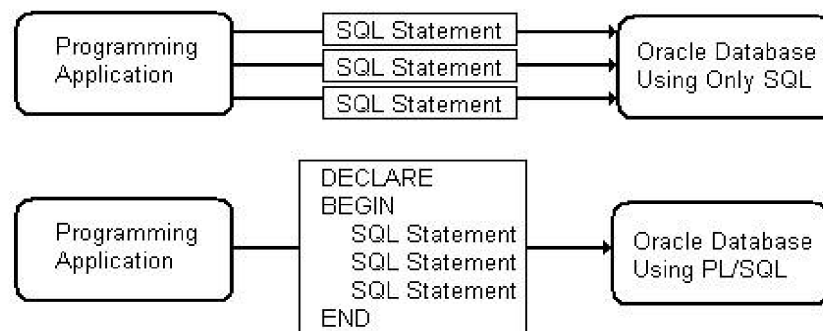 Programming
Application
SQL Statement
SQL Statement
SQL Statement
Oracle Database
Using Only SQL
Programming
Application
DECLARE
BEGIN
SQL Statement
SQL Statement
SQL Statement
END
Oracle Database
Using PL/SQL